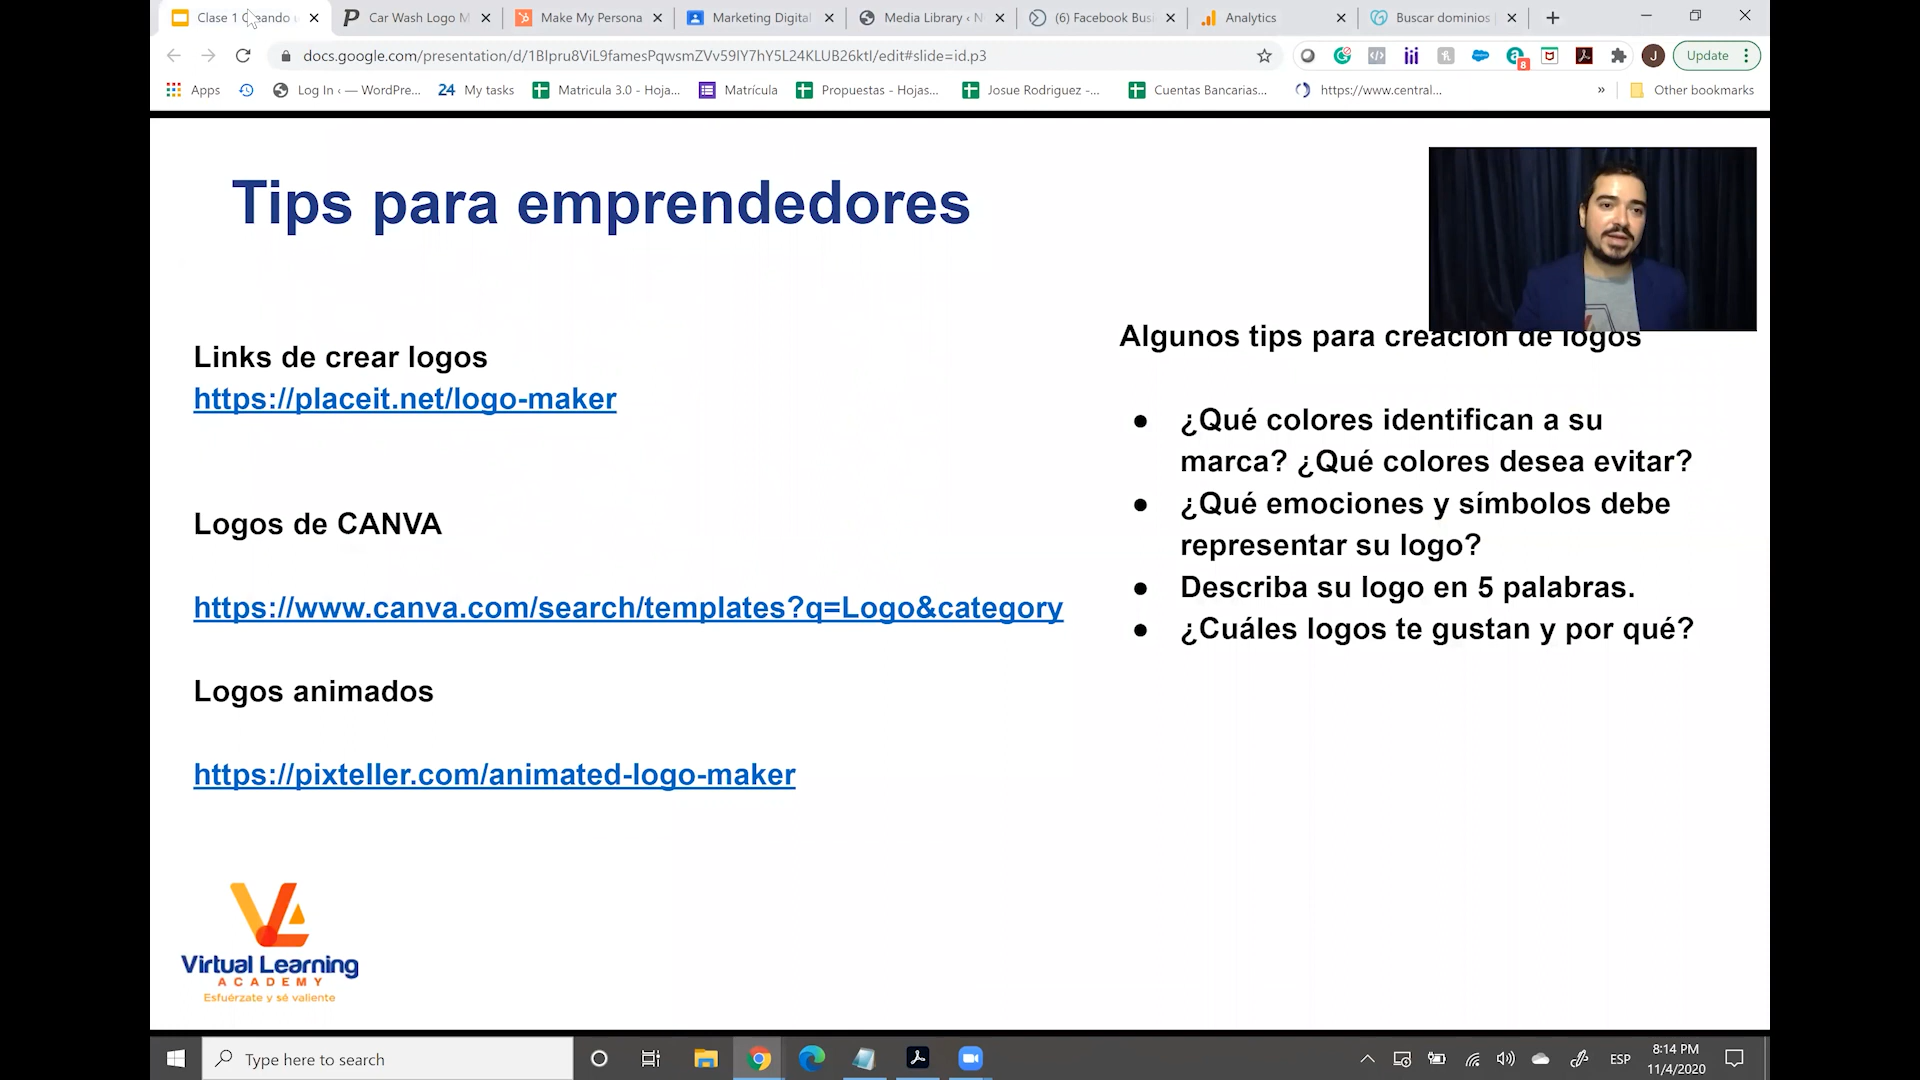 Clase 1 Creando u
Car Wash Logo M
Make My Persona
Marketing Digital
Media Library ‹ N
(6) Facebook Busi
Analytics
Buscar dominios
docs.google.com/presentation/d/1BIpru8ViL9famesPqwsmZVv59IY7hY5L24KLUB26ktI/edit#slide=id.p3
8
J
Update
Apps
Log In ‹ — WordPre...
24
My tasks
Matricula 3.0 - Hoja...
Matrícula
Propuestas - Hojas...
Josue Rodriguez -...
Cuentas Bancarias...
https://www.central...
»
Other bookmarks
Tips para emprendedores
Links de crear logos
https://placeit.net/logo-maker
Logos de CANVA
https://www.canva.com/search/templates?q=Logo&category
Logos animados
https://pixteller.com/animated-logo-maker
Algunos tips para creación de logos
● ¿Qué colores identifican a su
marca? ¿Qué colores desea evitar?
● ¿Qué emociones y símbolos debe
representar su logo?
● Describa su logo en 5 palabras.
● ¿Cuáles logos te gustan y por qué?
Virtual Learning
ACADEMY
Esfuérzate y sé valiente
Type here to search
ESP
8:14 PM
11/4/2020